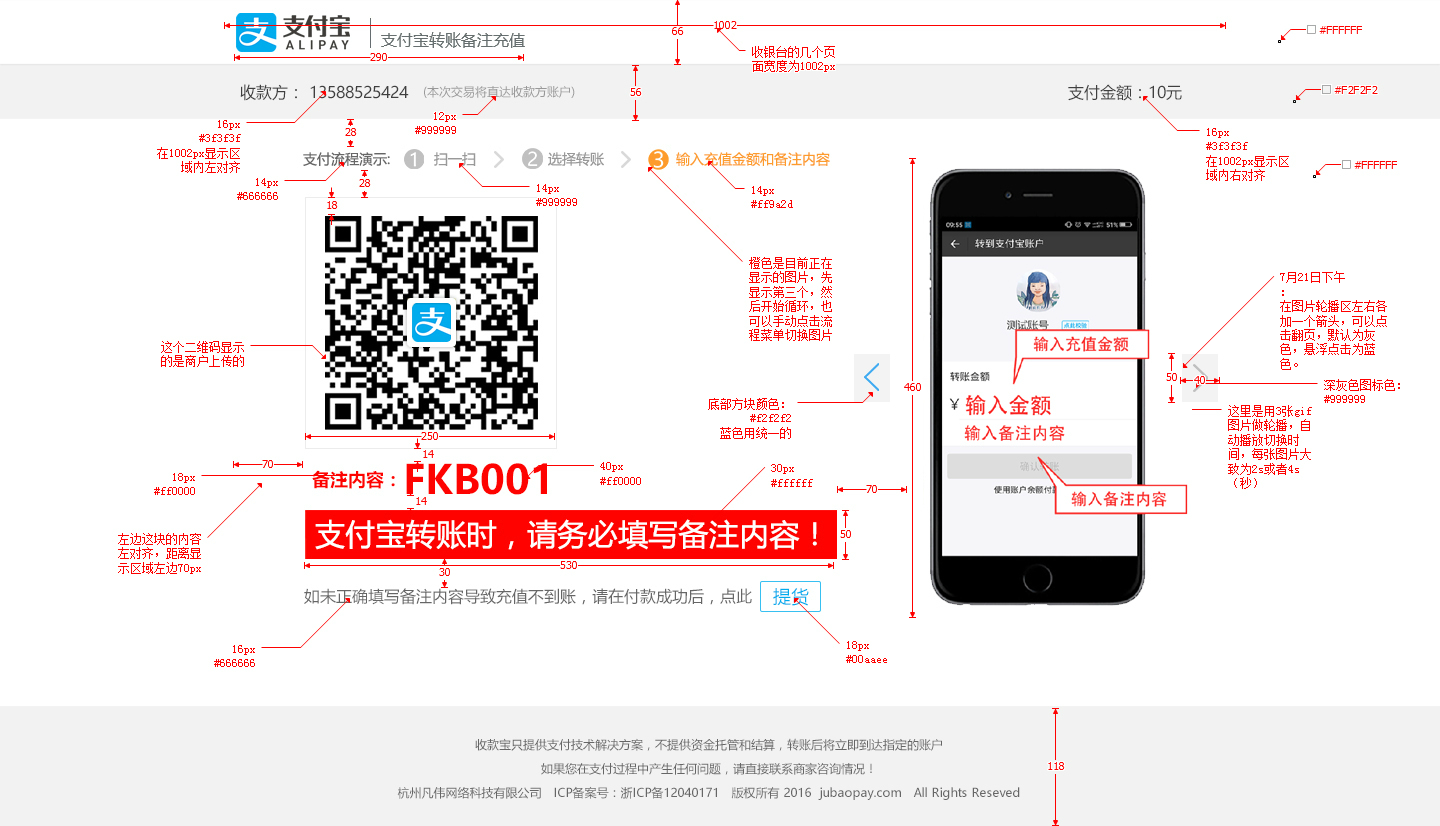 支付宝
ALIPAY
支付宝转账备注充值
290
1002
66
收银台的几个页
面宽度为1002px
#FFFFFF
收款方： 13588525424 (本次交易将直达收款方账户)
56
支付金额：10元
#F2F2F2
16px
#3f3f3f
在1002px显示区
域内左对齐
12px
#999999
28
16px
#3f3f3f
在1002px显示区
域内右对齐
#FFFFFF
支付流程演示: 1 扫一扫 2 选择转账 3 输入充值金额和备注内容
14px
#666666
28
14px
#999999
14px
#ff9a2d
18
橙色是目前正在
显示的图片，先
显示第三个，然
后开始循环，也
可以手动点击流
程菜单切换图片
这个二维码显示
的是商户上传的
支
250
底部方块颜色：
#f2f2f2
蓝色用统一的
460
09:55 51%
转到支付宝账户
测试账号 点此校验
输入充值金额
转账金额
¥ 输入金额
输入备注内容
确认转账
使用账户余额付款
输入备注内容
7月21日下午
：
在图片轮播区左右各
加一个箭头，可以点
击翻页，默认为灰
色，悬浮点击为蓝
色。
50
40
深灰色图标色：
#999999
这里是用3张gif
图片做轮播，自
动播放切换时
间，每张图片大
致为2s或者4s
（秒）
14
70
18px
#ff0000
备注内容：FKB001
40px
#ff0000
30px
#ffffff
70
14
左边这块的内容
左对齐，距离显
示区域左边70px
支付宝转账时，请务必填写备注内容！
50
530
30
如未正确填写备注内容导致充值不到账，请在付款成功后，点此 提货
16px
#666666
18px
#00aaee
收款宝只提供支付技术解决方案，不提供资金托管和结算，转账后将立即到达指定的账户
如果您在支付过程中产生任何问题，请直接联系商家咨询情况！
杭州凡伟网络科技有限公司 ICP备案号：浙ICP备12040171 版权所有 2016 jubaopay.com All Rights Reseved
118